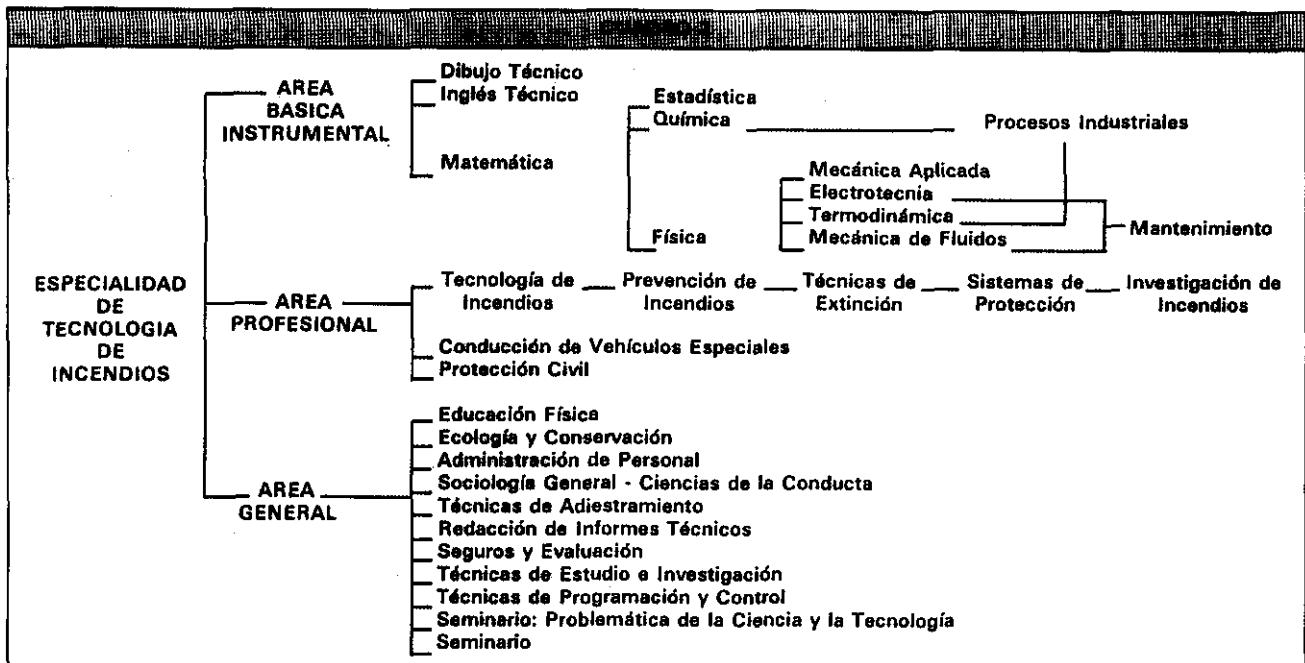 ESPECIALIDAD
DE
TECNOLOGIA
DE
INCENDIOS
AREA
BASICA
INSTRUMENTAL
Dibujo Técnico
Inglés Técnico
Matemática
Estadística
Química
Física
Procesos Industriales
Mecánica Aplicada
Electrotecnia
Termodinámica
Mecánica de Fluidos
Mantenimiento
AREA
PROFESIONAL
Tecnología de
Incendios
Prevención de
Incendios
Técnicas de
Extinción
Sistemas de
Protección
Investigación de
Incendios
Conducción de Vehículos Especiales
Protección Civil
AREA
GENERAL
Educación Física
Ecología y Conservación
Administración de Personal
Sociología General - Ciencias de la Conducta
Técnicas de Adiestramiento
Redacción de Informes Técnicos
Seguros y Evaluación
Técnicas de Estudio e Investigación
Técnicas de Programación y Control
Seminario: Problemática de la Ciencia y la Tecnología
Seminario